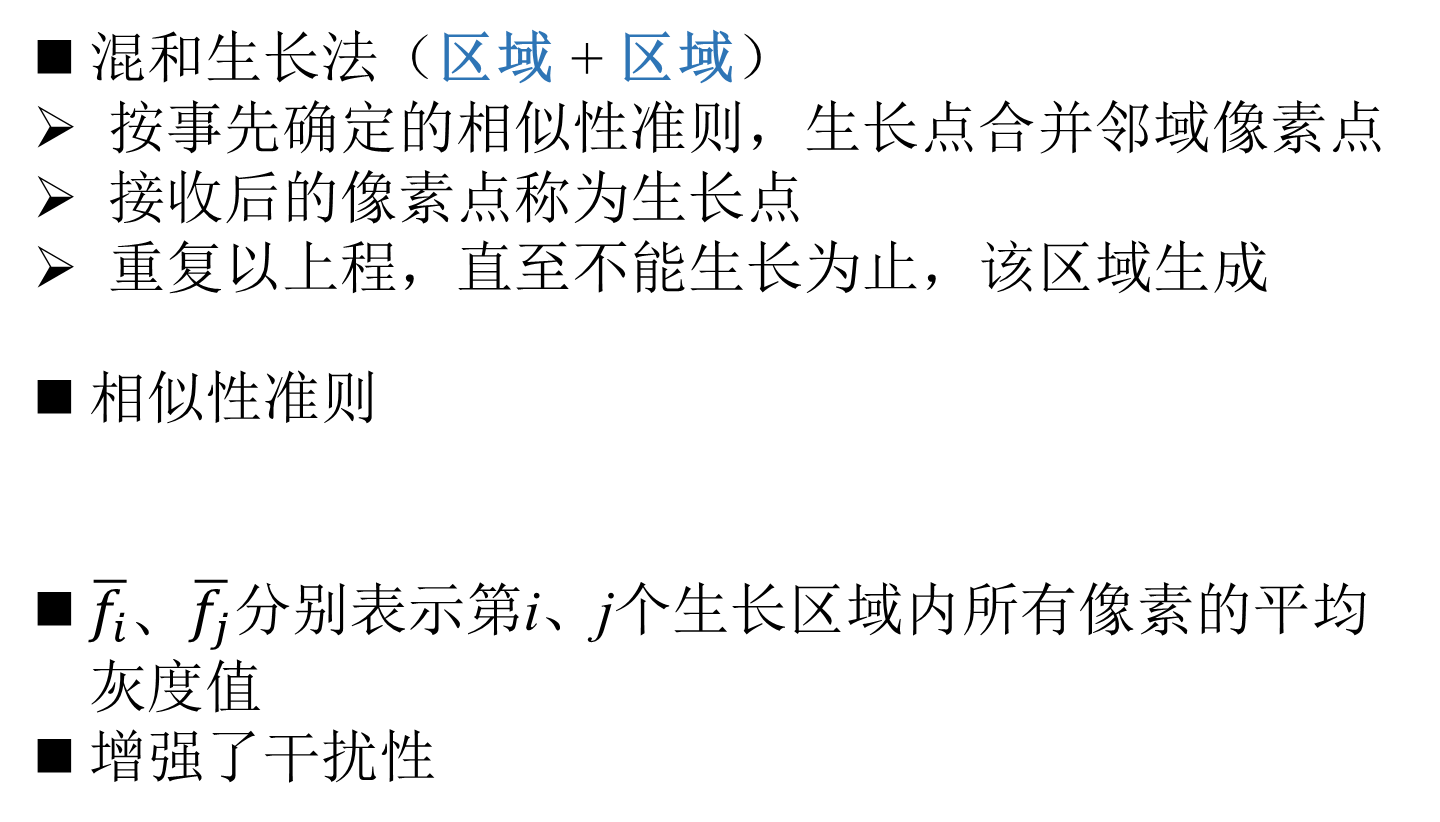 ■ 混和生长法（区域 + 区域）
➢ 按事先确定的相似性准则，生长点合并邻域像素点
➢ 接收后的像素点称为生长点
➢ 重复以上程，直至不能生长为止，该区域生成
■ 相似性准则
■ $\overline{f_i}$、$\overline{f_j}$分别表示第i、j个生长区域内所有像素的平均
灰度值
■ 增强了干扰性